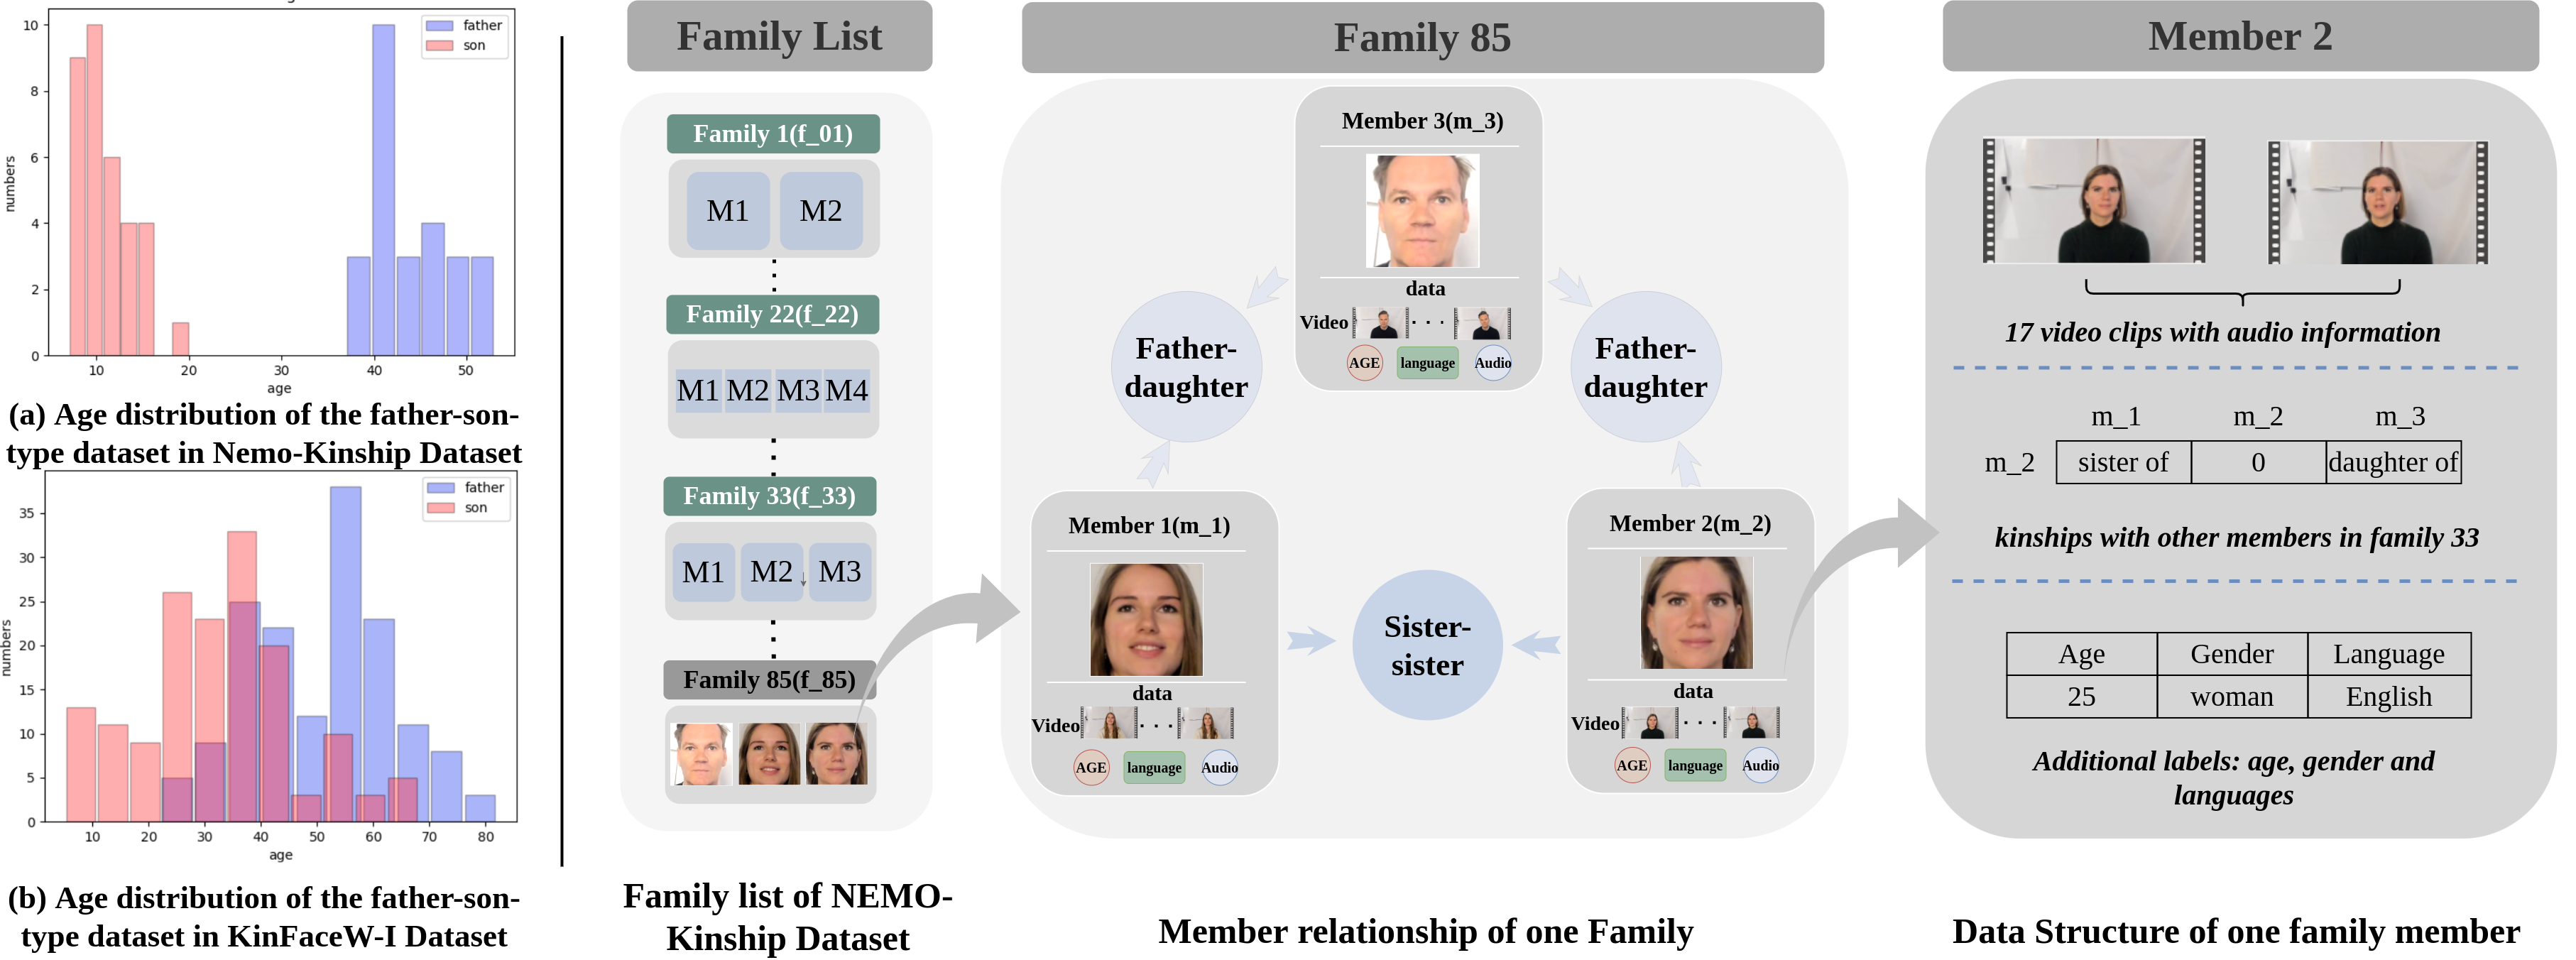 10
8
6
4
2
0
numbers
father
son
10
20
30
40
50
age
(a) Age distribution of the father-son-
type dataset in Nemo-Kinship Dataset
35
30
25
20
15
10
5
0
numbers
father
son
10
20
30
40
50
60
70
80
age
(b) Age distribution of the father-son-
type dataset in KinFaceW-I Dataset
Family List
Family 1(f_01)
M1 M2
Family 22(f_22)
M1 M2 M3 M4
Family 33(f_33)
M1 M2 M3
Family 85(f_85)
Family list of NEMO-
Kinship Dataset
Family 85
Member 3(m_3)
data
Video
AGE language Audio
Father-
daughter
Father-
daughter
Member 1(m_1)
data
Video
AGE language Audio
Sister-
sister
Member 2(m_2)
data
Video
AGE language Audio
Member relationship of one Family
Member 2
17 video clips with audio information
m_1 m_2 m_3
m_2 sister of 0 daughter of
kinships with other members in family 33
Age Gender Language
25 woman English
Additional labels: age, gender and
languages
Data Structure of one family member